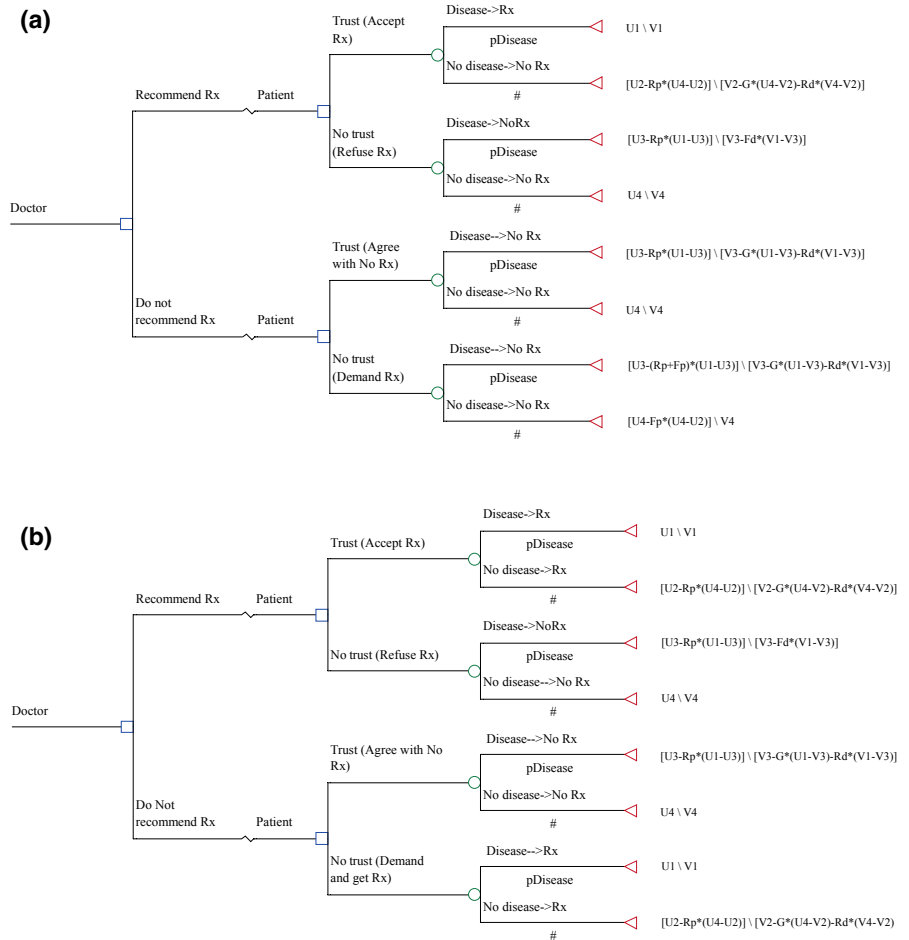 (a)
Trust (Accept
Rx)
Disease->Rx
U1 \ V1
pDisease
No disease->No Rx
[U2-Rp*(U4-U2)] \ [V2-G*(U4-V2)-Rd*(V4-V2)]
#
Recommend Rx
Patient
No trust
(Refuse Rx)
Disease->NoRx
[U3-Rp*(U1-U3)] \ [V3-Fd*(V1-V3)]
pDisease
No disease->No Rx
U4 \ V4
#
Doctor
Trust (Agree
with No Rx)
Disease-->No Rx
[U3-Rp*(U1-U3)] \ [V3-G*(U1-V3)-Rd*(V1-V3)]
pDisease
No disease->No Rx
U4 \ V4
#
Do not
recommend Rx
Patient
No trust
(Demand Rx)
Disease-->No Rx
[U3-(Rp+Fp)*(U1-U3)] \ [V3-G*(U1-V3)-Rd*(V1-V3)]
pDisease
No disease->No Rx
[U4-Fp*(U4-U2)] \ V4
#
(b)
Trust (Accept Rx)
Disease->Rx
U1 \ V1
pDisease
No disease->Rx
[U2-Rp*(U4-U2)] \ [V2-G*(U4-V2)-Rd*(V4-V2)]
#
Recommend Rx
Patient
No trust (Refuse Rx)
Disease->NoRx
[U3-Rp*(U1-U3)] \ [V3-Fd*(V1-V3)]
pDisease
No disease-->No Rx
U4 \ V4
#
Doctor
Trust (Agree with No
Rx)
Disease-->No Rx
[U3-Rp*(U1-U3)] \ [V3-G*(U1-V3)-Rd*(V1-V3)]
pDisease
No disease->No Rx
U4 \ V4
#
Do Not
recommend Rx
Patient
No trust (Demand
and get Rx)
Disease-->Rx
U1 \ V1
pDisease
No disease->Rx
[U2-Rp*(U4-U2)] \ [V2-G*(U4-V2)-Rd*(V4-V2)
#